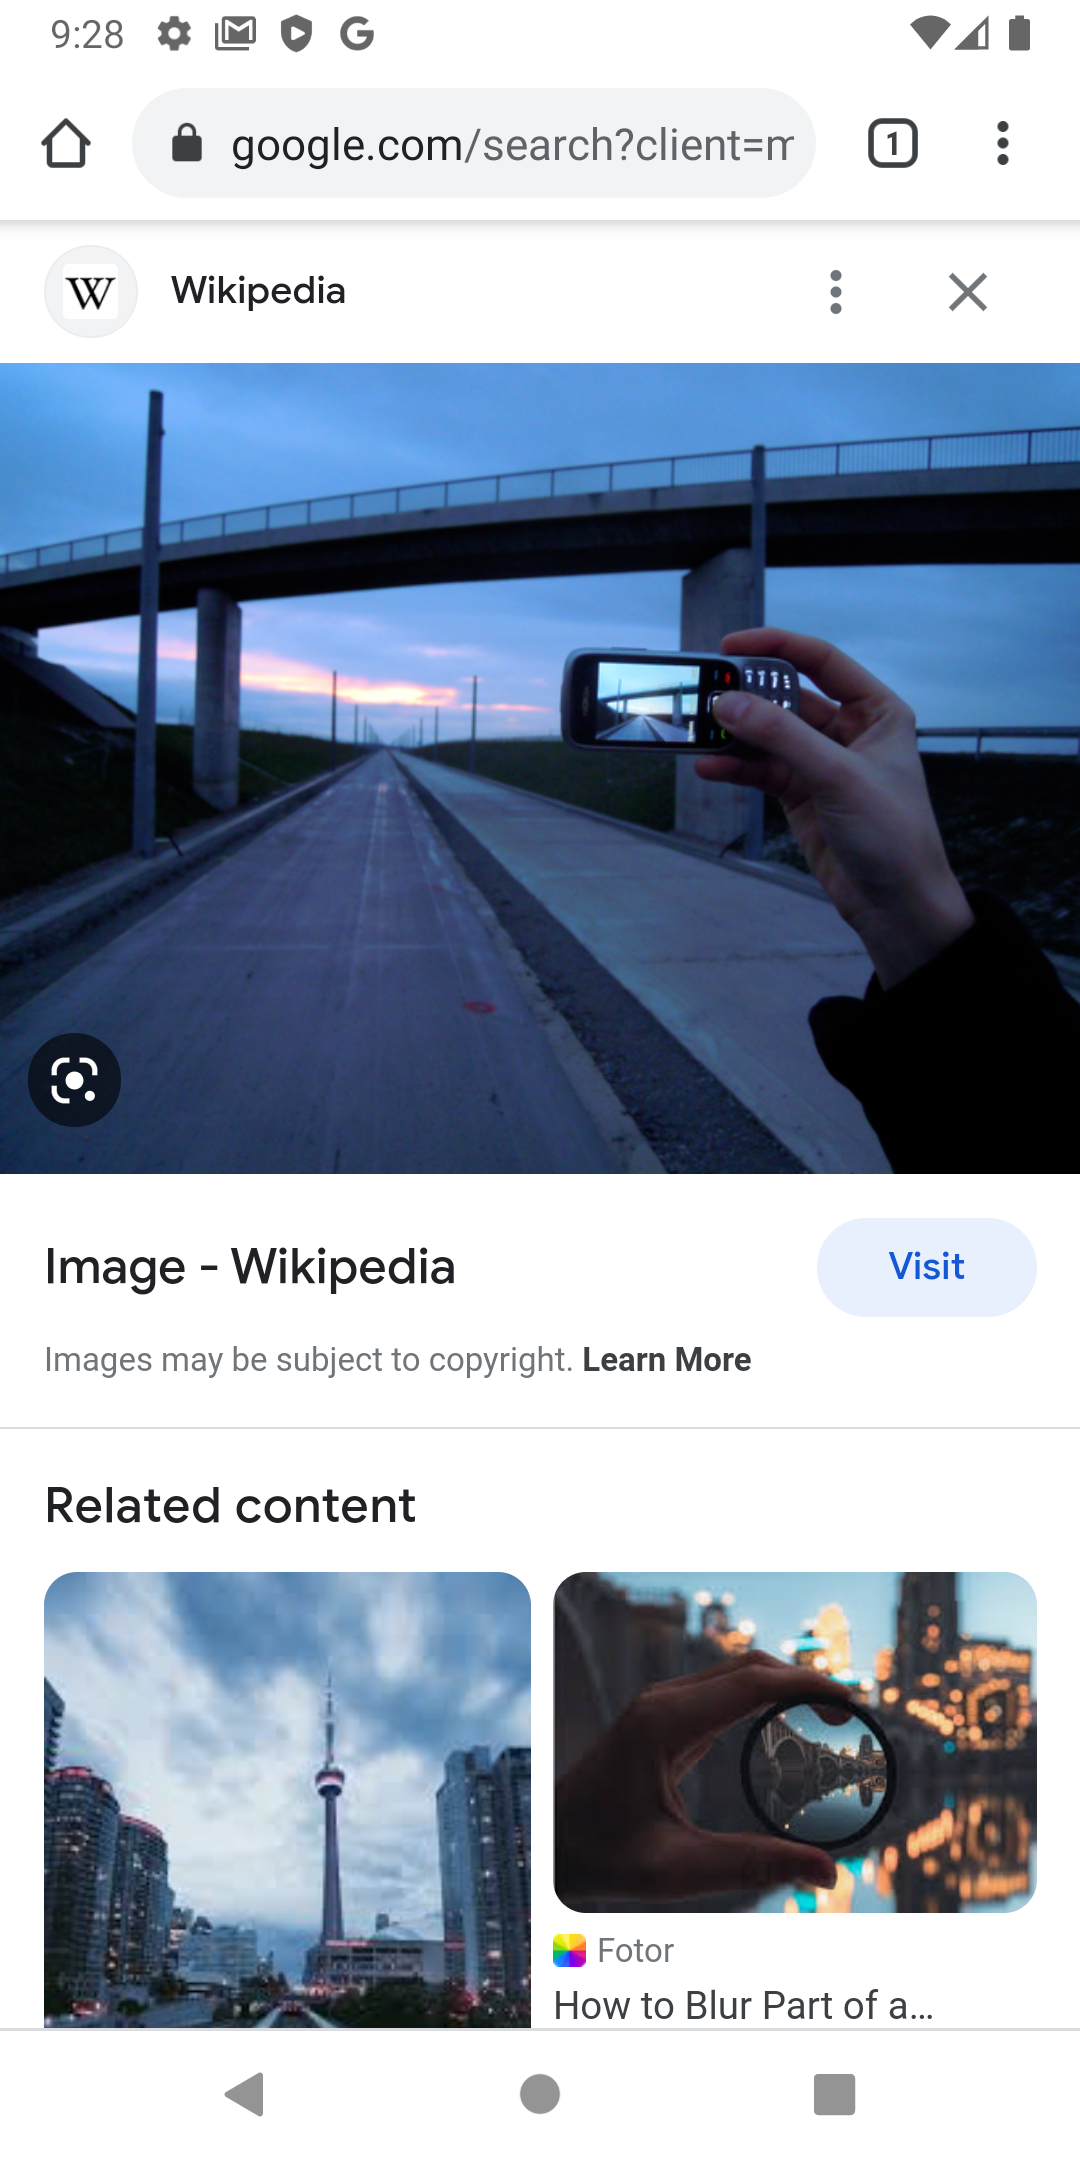 9:28
google.com/search?client=m
1
W
Wikipedia
Image - Wikipedia
Visit
Images may be subject to copyright. Learn More
Related content
Fotor
How to Blur Part of a...